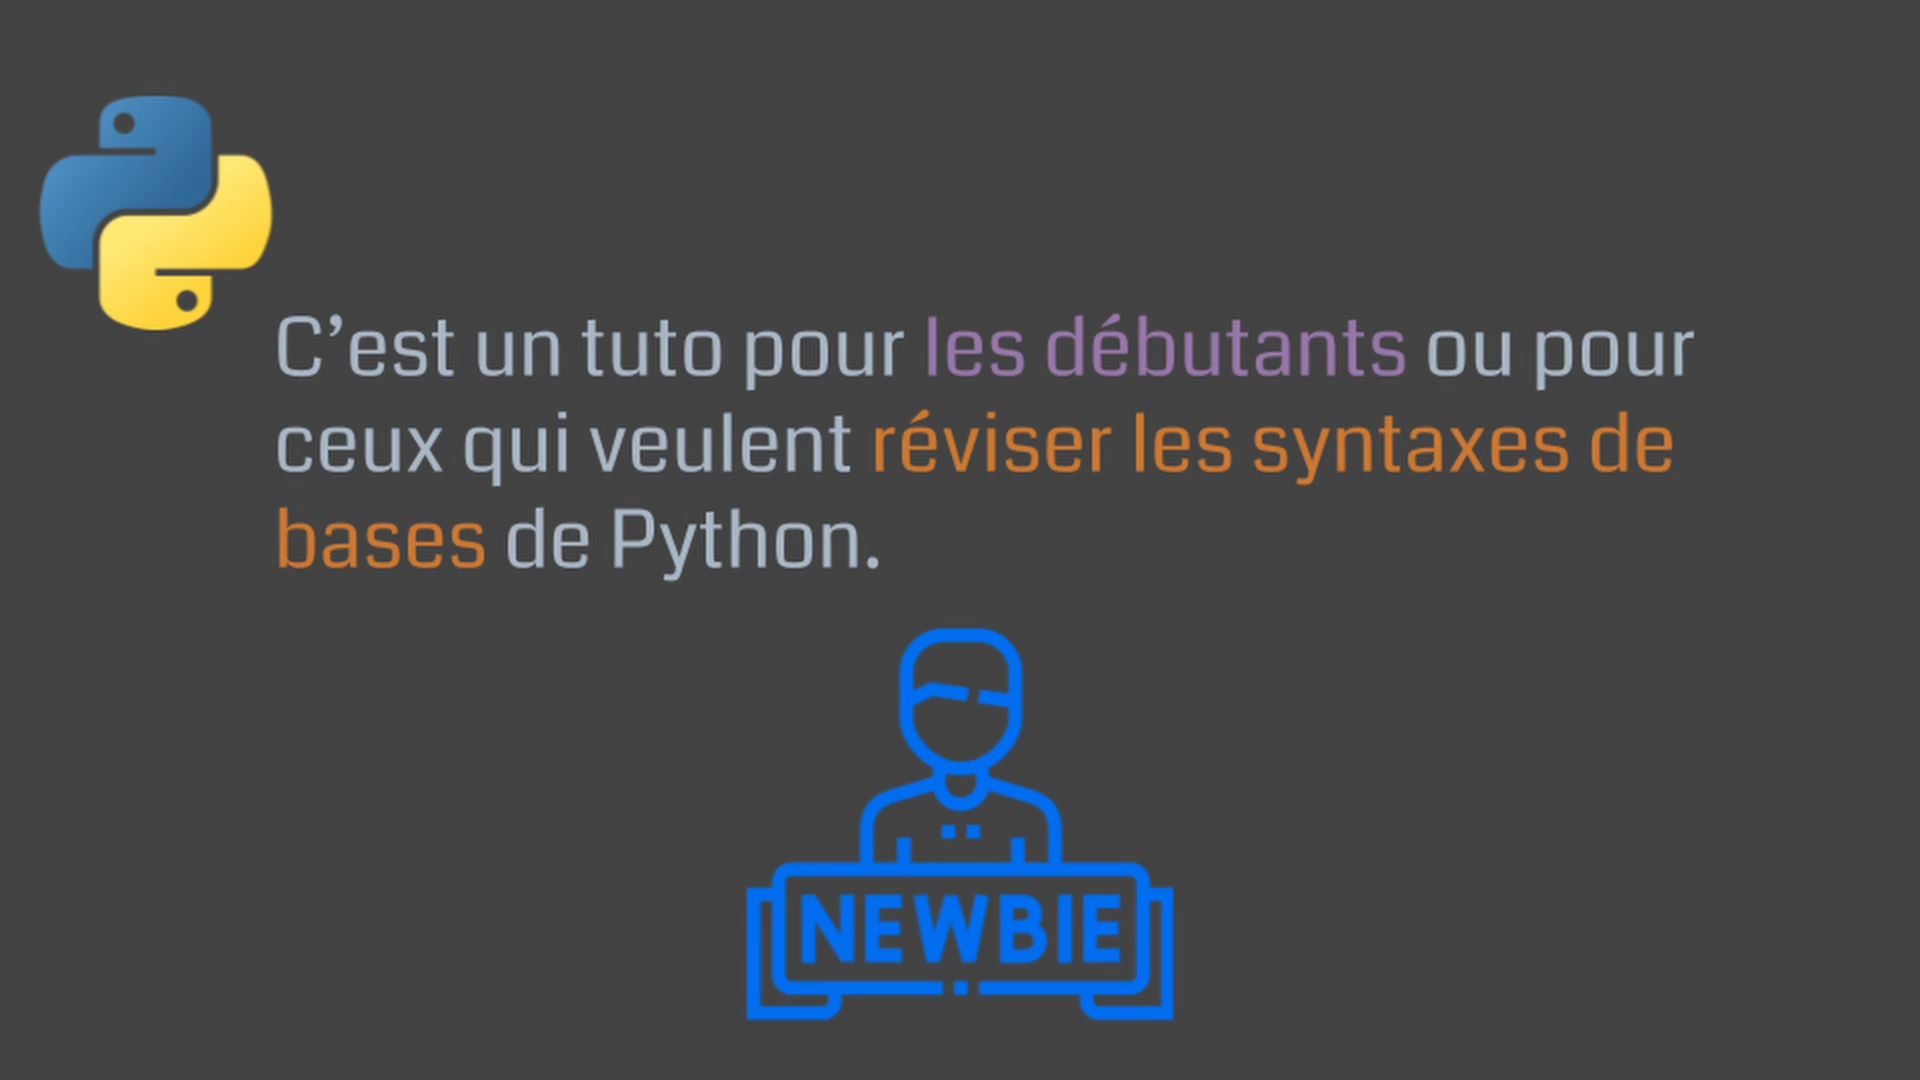 C’est un tuto pour les débutants ou pour
ceux qui veulent réviser les syntaxes de
bases de Python.
NEWBIE